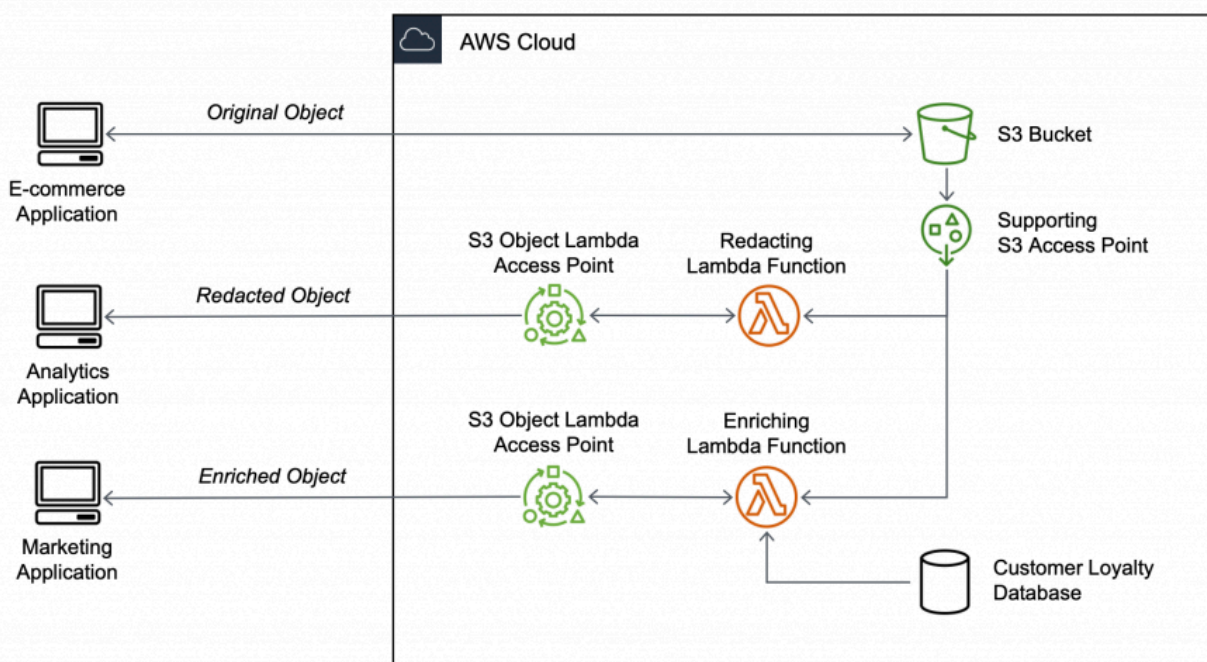 AWS Cloud
Original Object
S3 Bucket
E-commerce
Application
Supporting
S3 Access Point
S3 Object Lambda
Access Point
Redacting
Lambda Function
Redacted Object
Analytics
Application
S3 Object Lambda
Access Point
Enriching
Lambda Function
Enriched Object
Marketing
Application
Customer Loyalty
Database